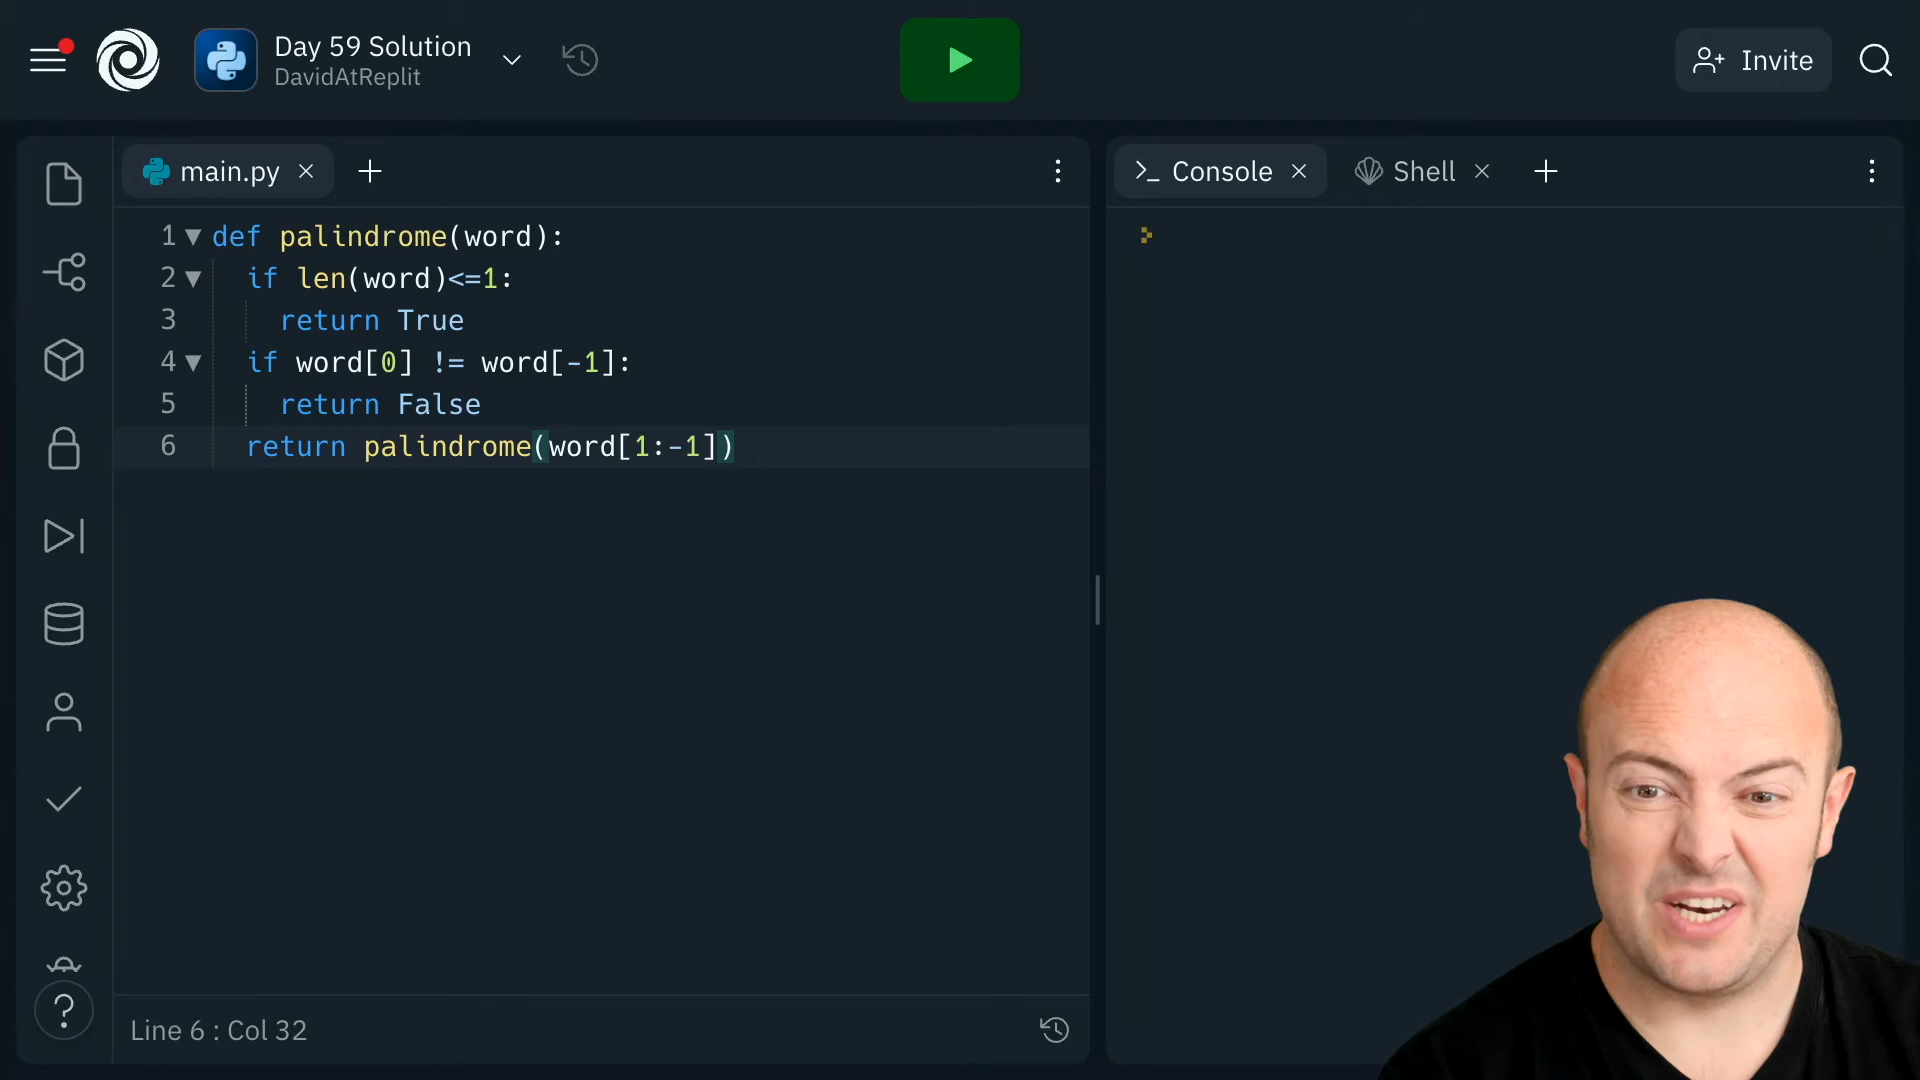 Day 59 Solution
DavidAtReplit
Invite
main.py
Console
Shell
1 def palindrome(word):
2 if len(word)<=1:
3 return True
4 if word[0] != word[-1]:
5 return False
6 return palindrome(word[1:-1])
Line 6 : Col 32